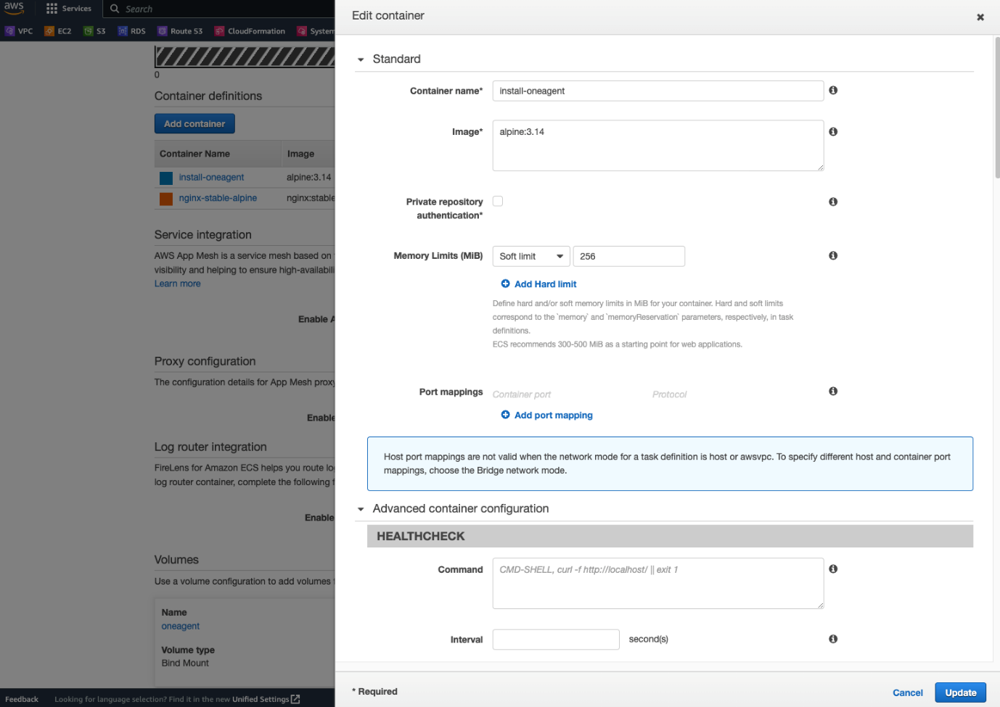 aws
Services
Search
VPC EC2 S3 RDS Route 53 CloudFormation System
0
Container definitions
Add container
Container Name Image
install-oneagent alpine:3.14
nginx-stable-alpine nginx:stable
Service integration
AWS App Mesh is a service mesh based on
visibility and helping to ensure high-availabili
Learn more
Enable A
Proxy configuration
The configuration details for App Mesh proxy
Enable
Log router integration
FireLens for Amazon ECS helps you route lo
log router container, complete the following f
Enable
Volumes
Use a volume configuration to add volumes
Name
oneagent
Volume type
Bind Mount
Feedback Looking for language selection? Find it in the new Unified Settings
Edit container
Standard
Container name* install-oneagent
Image* alpine:3.14
Private repository
authentication*
Memory Limits (MiB) Soft limit 256
Add Hard limit
Define hard and/or soft memory limits in MiB for your container. Hard and soft limits
correspond to the `memory` and `memoryReservation` parameters, respectively, in task
definitions.
ECS recommends 300-500 MiB as a starting point for web applications.
Port mappings Container port Protocol
Add port mapping
Host port mappings are not valid when the network mode for a task definition is host or awsvpc. To specify different host and container port
mappings, choose the Bridge network mode.
Advanced container configuration
HEALTHCHECK
Command CMD-SHELL, curl -f http://localhost/ || exit 1
Interval second(s)
* Required
Cancel Update